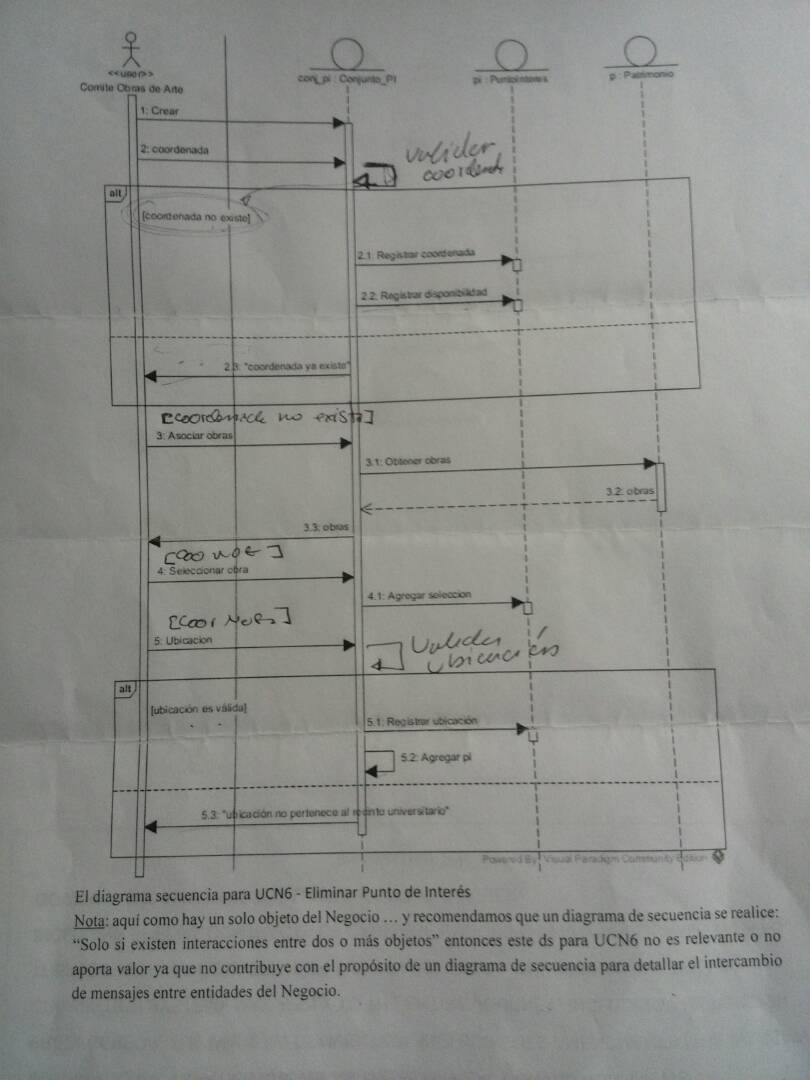 <<user>>
Comite Obras de Arte
conj_pi : Conjunto_PI
pi : PuntoInteres
p : Patrimonio
1: Crear
2: coordenada
valider
coordenada
alt
[coordenada no existe]
2.1: Registrar coordenada
2.2: Registrar disponibilidad
2.3: "coordenada ya existe"
[coordenada no existe]
3: Asociar obras
3.1: Obtener obras
3.2: obras
3.3: obras
4: Seleccionar obra
4.1: Agregar seleccion
5: Ubicacion
valider
ubicación
alt
[ubicación es válida]
5.1: Registrar ubicación
5.2: Agregar pi
5.3: "ubicación no pertenece al recinto universitario"
Powered By Visual Paradigm Community Edition
El diagrama secuencia para UCN6 - Eliminar Punto de Interés
Nota: aquí como hay un solo objeto del Negocio ... y recomendamos que un diagrama de secuencia se realice:
“Solo si existen interacciones entre dos o más objetos” entonces este ds para UCN6 no es relevante o no
aporta valor ya que no contribuye con el propósito de un diagrama de secuencia para detallar el intercambio
de mensajes entre entidades del Negocio.